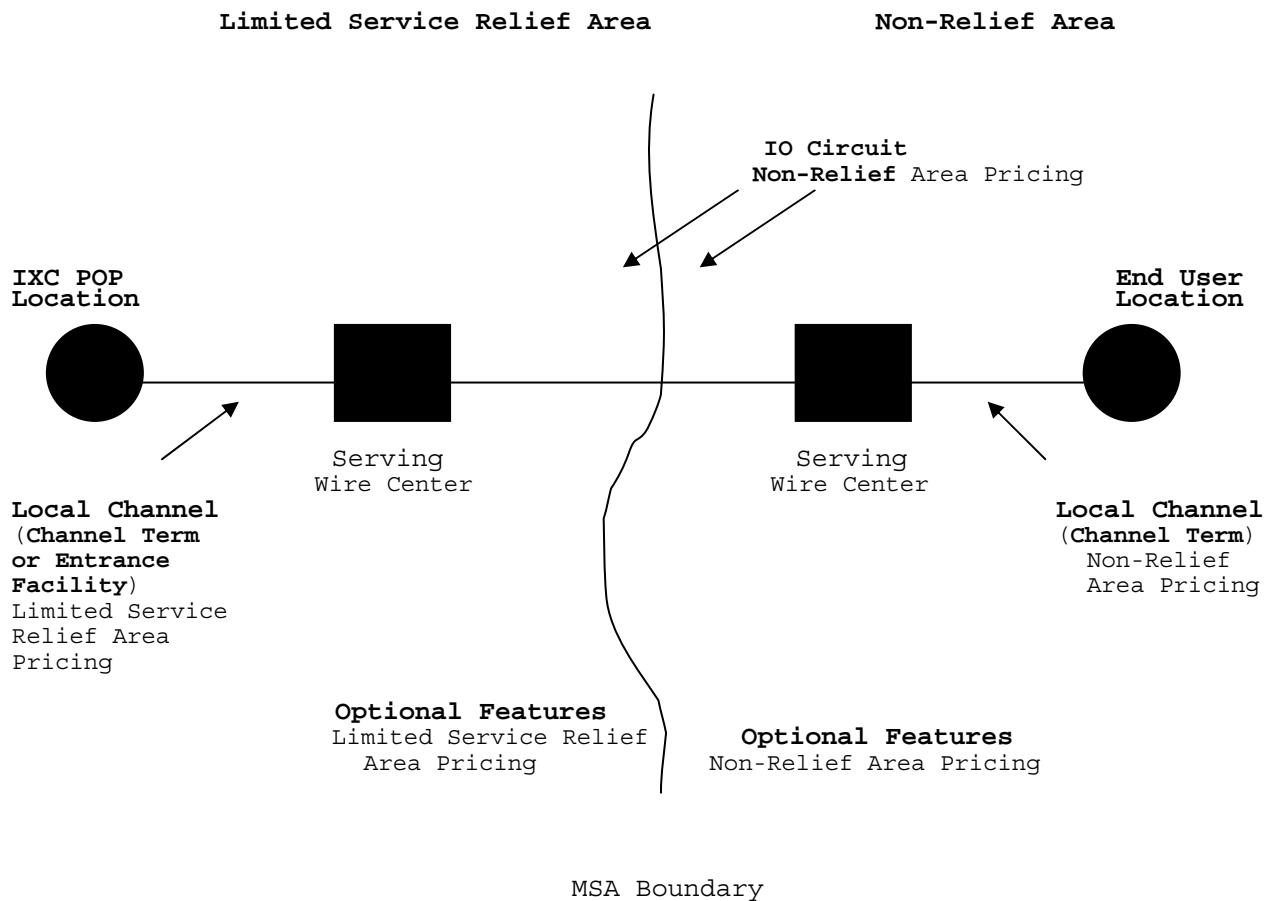 Limited Service Relief Area
Non-Relief Area
IO Circuit
Non-Relief Area Pricing
IXC POP
Location
End User
Location
Serving
Wire Center
Serving
Wire Center
Local Channel
(Channel Term
or Entrance
Facility)
Limited Service
Relief Area
Pricing
Local Channel
(Channel Term)
Non-Relief
Area Pricing
Optional Features
Limited Service Relief
Area Pricing
Optional Features
Non-Relief Area Pricing
MSA Boundary